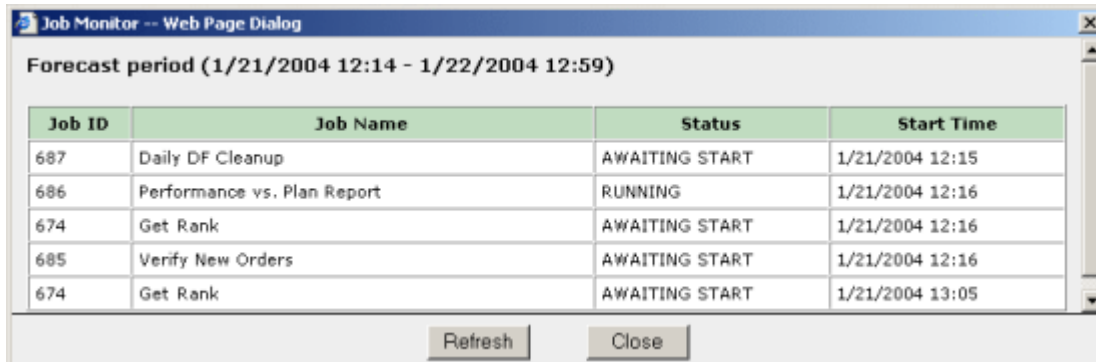 Job Monitor -- Web Page Dialog
Forecast period (1/21/2004 12:14 - 1/22/2004 12:59)
Job ID Job Name Status Start Time
687 Daily DF Cleanup AWAITING START 1/21/2004 12:15
686 Performance vs. Plan Report RUNNING 1/21/2004 12:16
674 Get Rank AWAITING START 1/21/2004 12:16
685 Verify New Orders AWAITING START 1/21/2004 12:16
674 Get Rank AWAITING START 1/21/2004 13:05
Refresh Close